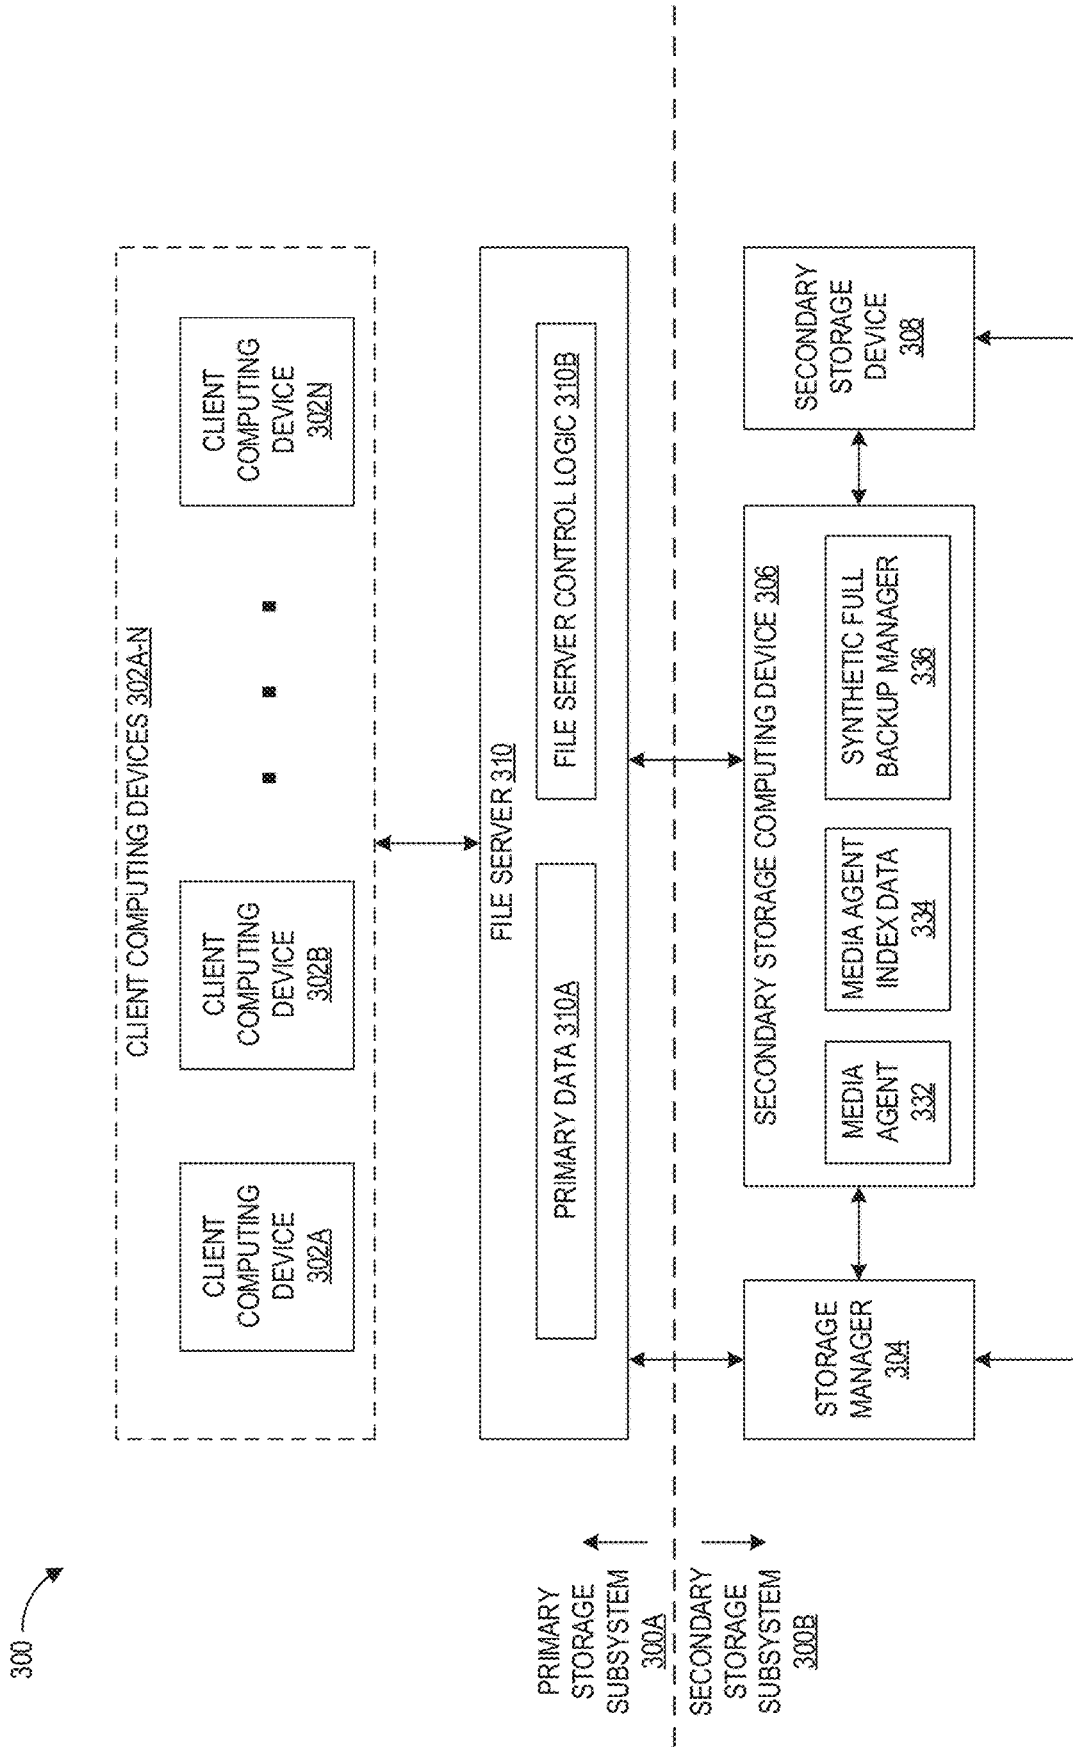 300
CLIENT COMPUTING DEVICES 302A-N
CLIENT
COMPUTING
DEVICE
302A
CLIENT
COMPUTING
DEVICE
302B
CLIENT
COMPUTING
DEVICE
302N
FILE SERVER 310
PRIMARY DATA 310A
FILE SERVER CONTROL LOGIC 310B
PRIMARY
STORAGE
SUBSYSTEM
300A
SECONDARY
STORAGE
SUBSYSTEM
300B
STORAGE
MANAGER
304
SECONDARY STORAGE COMPUTING DEVICE 306
MEDIA
AGENT
332
MEDIA AGENT
INDEX DATA
334
SYNTHETIC FULL
BACKUP MANAGER
336
SECONDARY
STORAGE
DEVICE
308